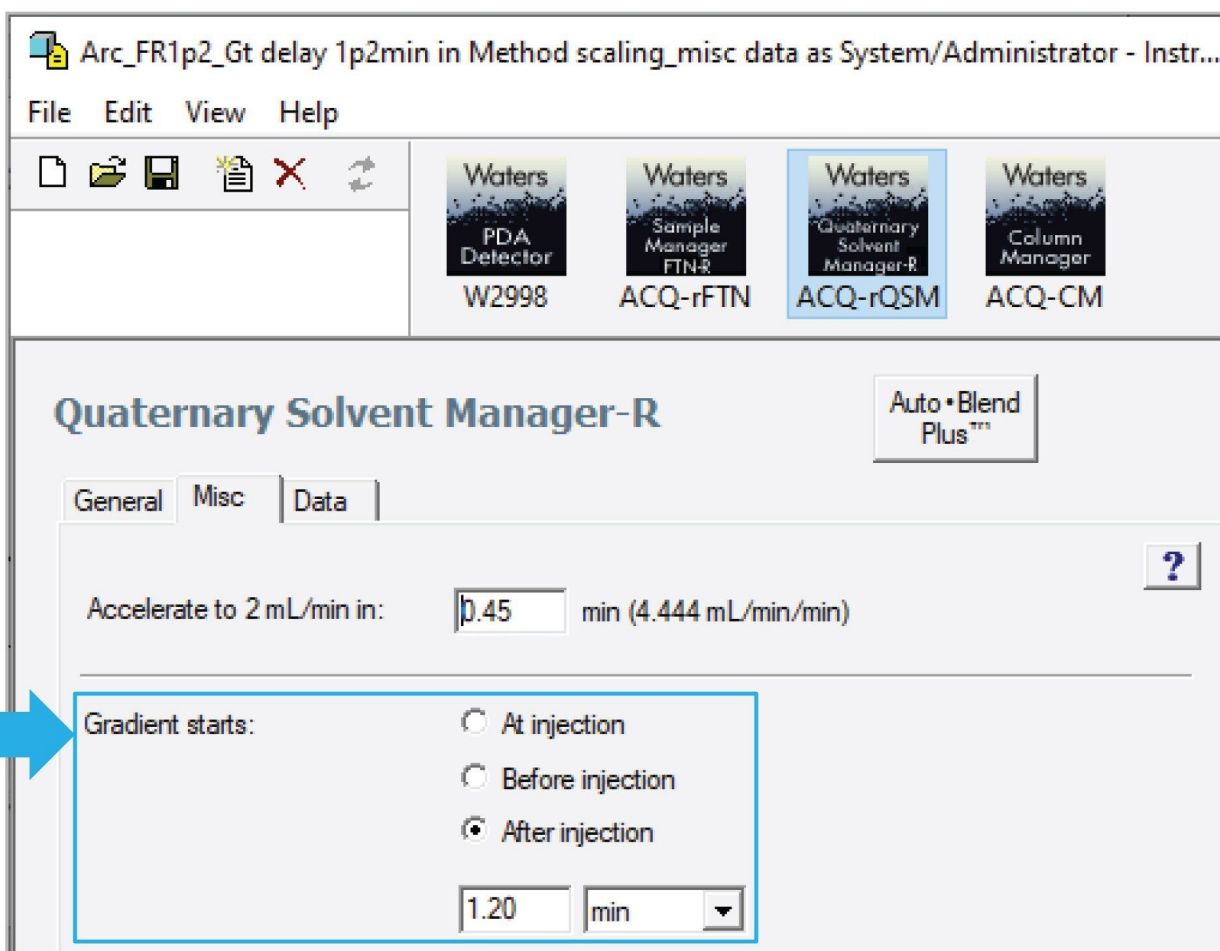 Arc_FR1p2_Gt delay 1p2min in Method scaling_misc data as System/Administrator - Instr...
File Edit View Help
Waters
PDA
Detector
W2998
Waters
Sample
Manager
FTN-R
ACQ-rFTN
Waters
Quaternary
Solvent
Manager-R
ACQ-rQSM
Waters
Column
Manager
ACQ-CM
Quaternary Solvent Manager-R
Auto•Blend
Plus™
General Misc Data
?
Accelerate to 2 mL/min in: 0.45 min (4.444 mL/min/min)
Gradient starts: At injection
Before injection
After injection
1.20 min